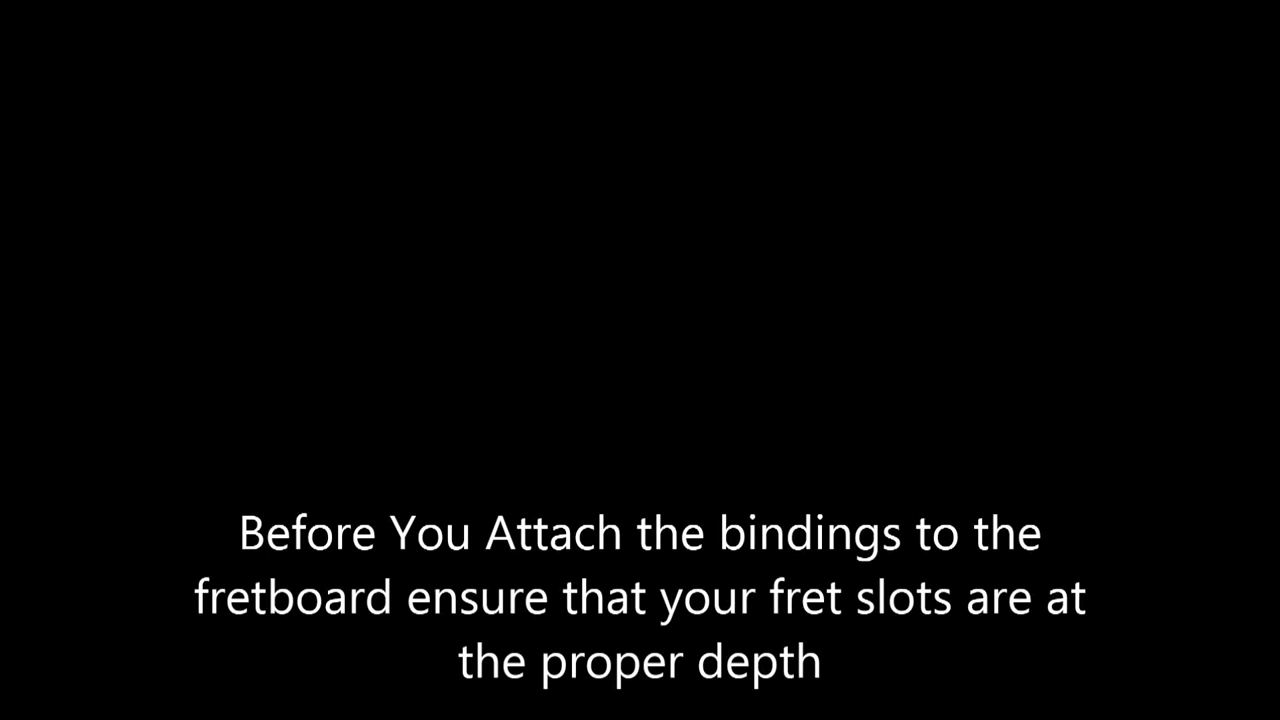 Before You Attach the bindings to the
fretboard ensure that your fret slots are at
the proper depth